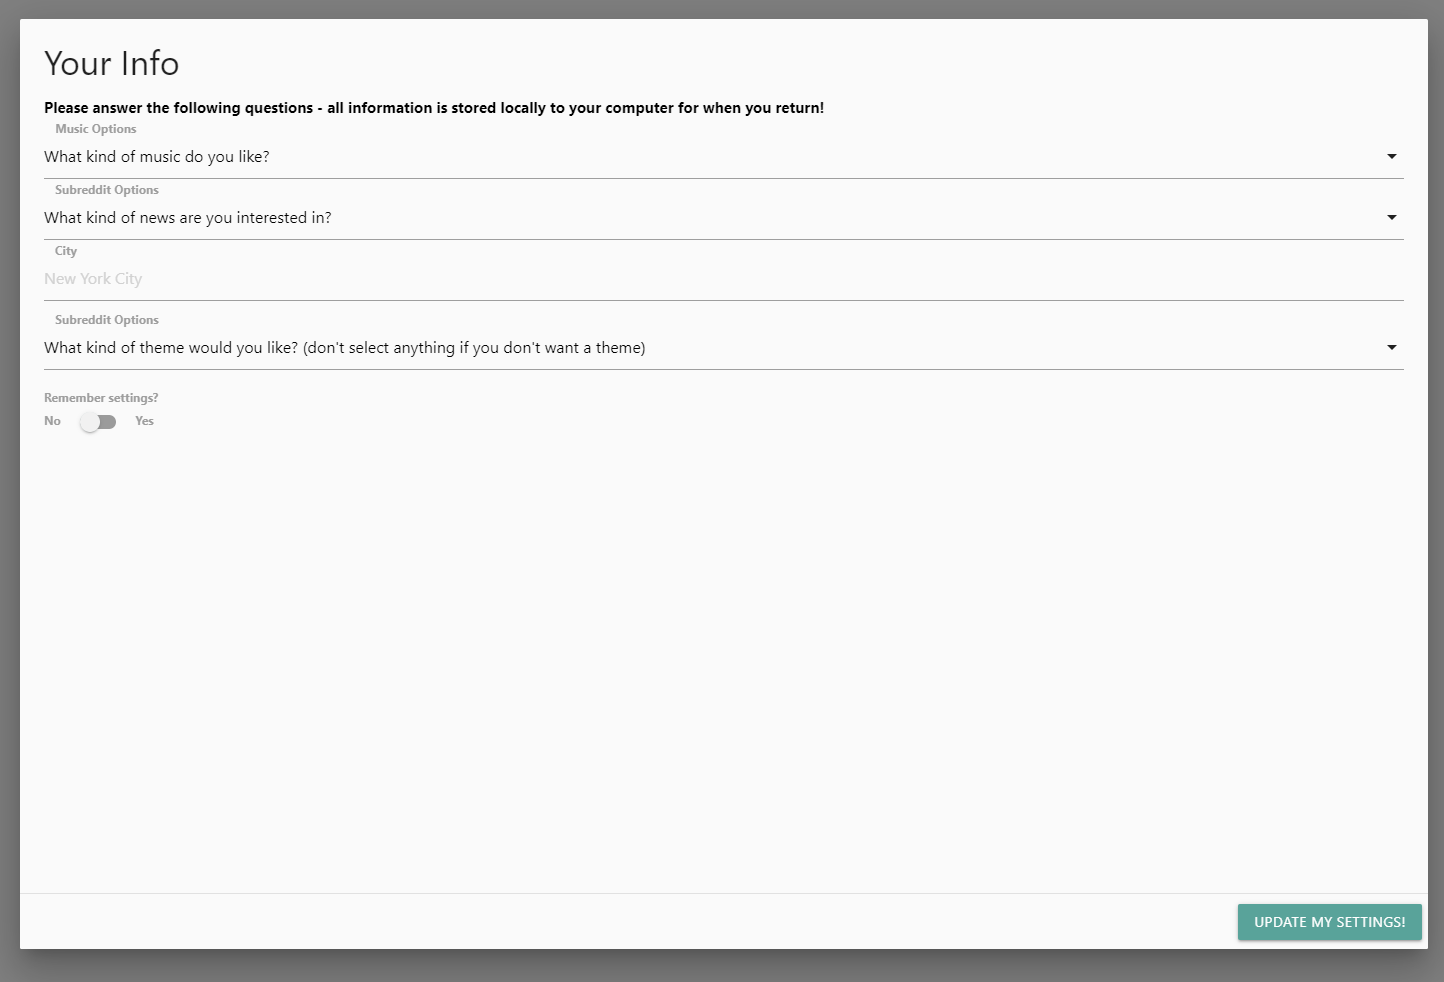 Your Info
Please answer the following questions - all information is stored locally to your computer for when you return!
Music Options
What kind of music do you like?
Subreddit Options
What kind of news are you interested in?
City
New York City
Subreddit Options
What kind of theme would you like? (don't select anything if you don't want a theme)
Remember settings?
No Yes
UPDATE MY SETTINGS!